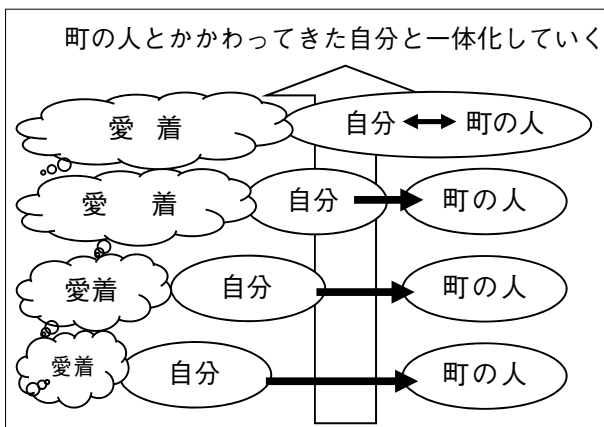 町の人とかかわってきた自分と一体化していく
愛 着 自分 町の人
愛 着 自分 町の人
愛着 自分 町の人
愛着 自分 町の人